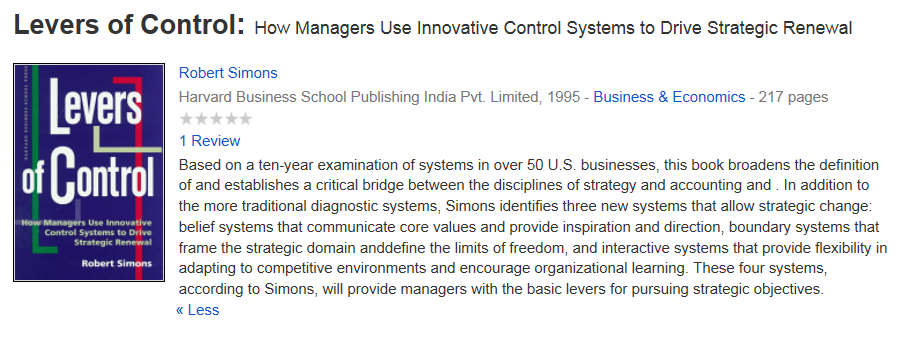 Levers of Control: How Managers Use Innovative Control Systems to Drive Strategic Renewal
Levers
of Control
How Managers Use Innovative
Control Systems to Drive
Strategic Renewal
Robert Simons
Robert Simons
Harvard Business School Publishing India Pvt. Limited, 1995 - Business & Economics - 217 pages
1 Review
Based on a ten-year examination of systems in over 50 U.S. businesses, this book broadens the definition
of and establishes a critical bridge between the disciplines of strategy and accounting and . In addition to
the more traditional diagnostic systems, Simons identifies three new systems that allow strategic change:
belief systems that communicate core values and provide inspiration and direction, boundary systems that
frame the strategic domain anddefine the limits of freedom, and interactive systems that provide flexibility in
adapting to competitive environments and encourage organizational learning. These four systems,
according to Simons, will provide managers with the basic levers for pursuing strategic objectives.
« Less